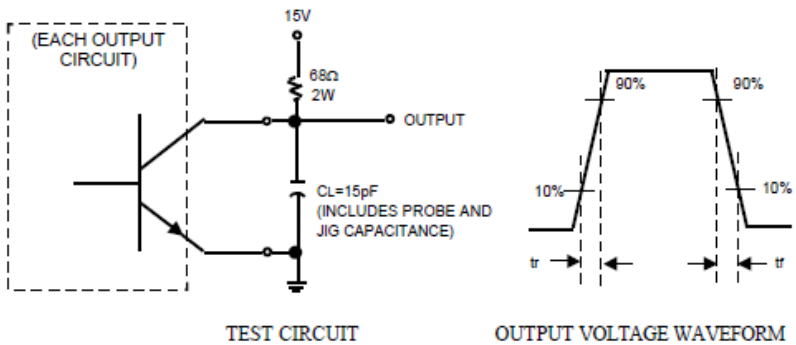 (EACH OUTPUT
CIRCUIT)
15V
68Ω
2W
OUTPUT
CL=15pF
(INCLUDES PROBE AND
JIG CAPACITANCE)
90%
90%
10%
10%
tr
tf
TEST CIRCUIT
OUTPUT VOLTAGE WAVEFORM